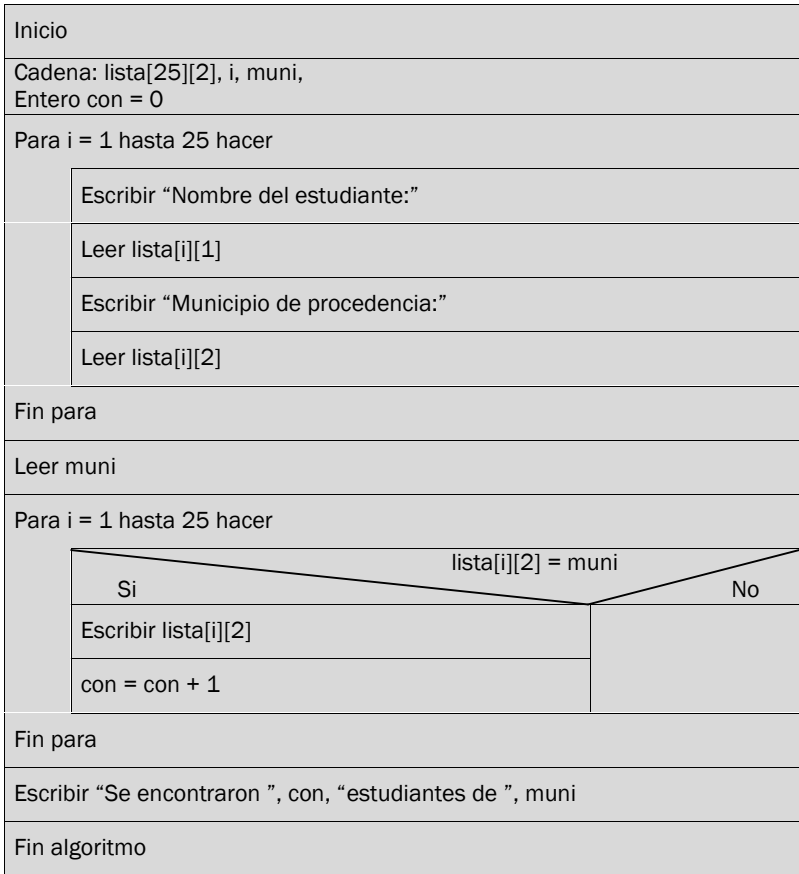 Inicio
Cadena: lista[25][2], i, muni,
Entero con = 0
Para i = 1 hasta 25 hacer
Escribir “Nombre del estudiante:”
Leer lista[i][1]
Escribir “Municipio de procedencia:”
Leer lista[i][2]
Fin para
Leer muni
Para i = 1 hasta 25 hacer
lista[i][2] = muni
Si No
Escribir lista[i][2]
con = con + 1
Fin para
Escribir “Se encontraron ”, con, “estudiantes de ”, muni
Fin algoritmo